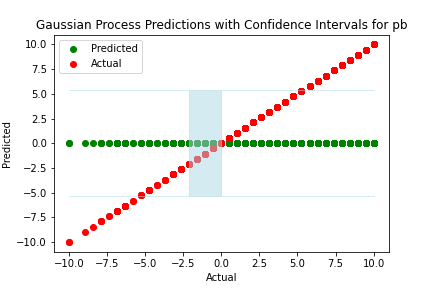 Gaussian Process Predictions with Confidence Intervals for pb
Predicted
Actual
10.0
7.5
5.0
2.5
0.0
−2.5
−5.0
−7.5
−10.0
Predicted
−10.0 −7.5 −5.0 −2.5 0.0 2.5 5.0 7.5 10.0
Actual